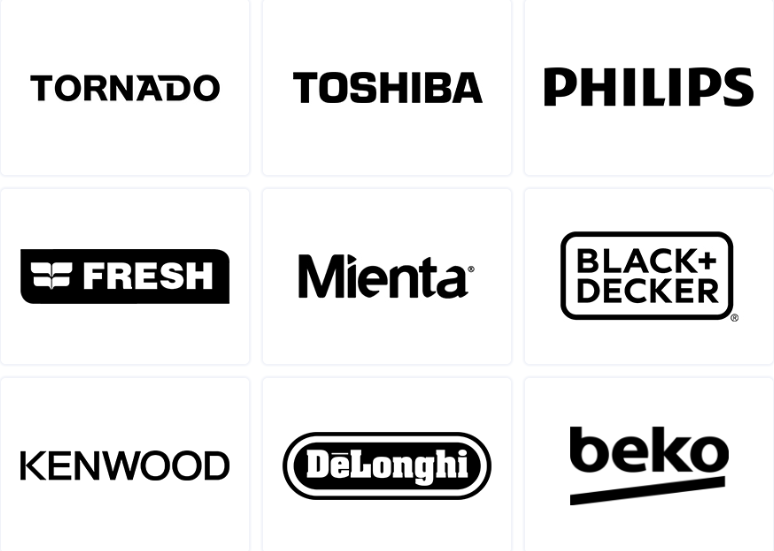 TORNADO
TOSHIBA
PHILIPS
FRESH
Mienta®
BLACK+
DECKER®
KENWOOD
DēLonghi
beko